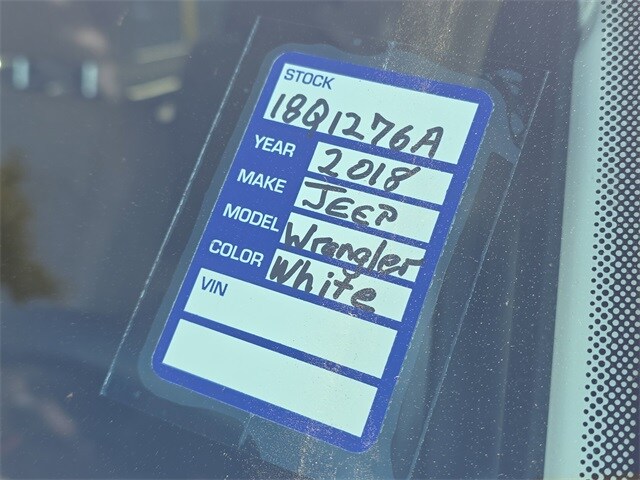 STOCK
18Q1276A
YEAR 2018
MAKE JEEP
MODEL Wrangler
COLOR White
VIN